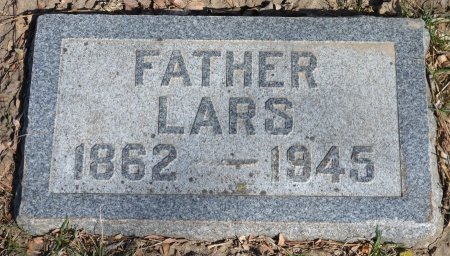 FATHER
LARS
1862 — 1945